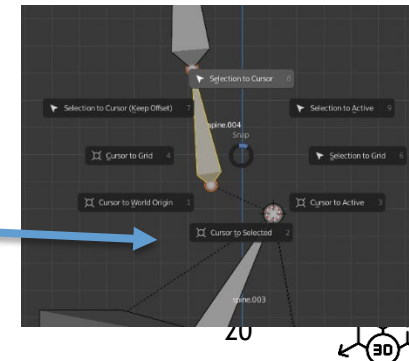 Selection to Cursor 8
Selection to Cursor (Keep Offset) 7
Selection to Active 9
spine.004
Snap
Cursor to Grid 4
Selection to Grid 6
Cursor to World Origin 1
Cursor to Active 3
Cursor to Selected 2
spine.003
20
3D